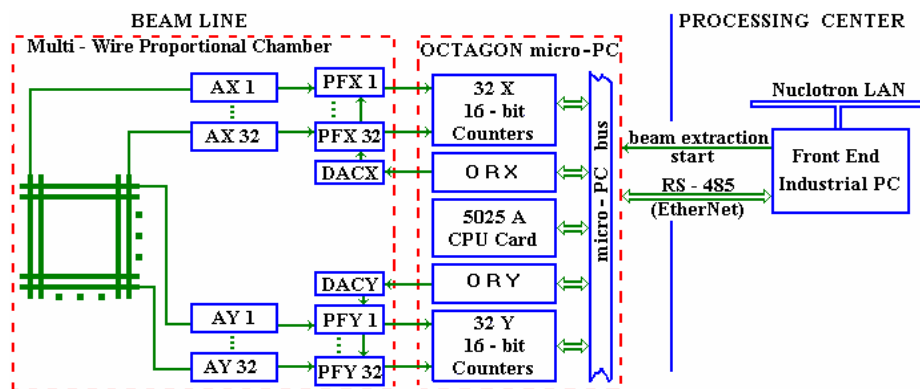 BEAM LINE
PROCESSING CENTER
Multi - Wire Proportional Chamber
OCTAGON micro-PC
AX 1
PFX 1
32 X
16 - bit
Counters
AX 32
PFX 32
DACX
O R X
5025 A
CPU Card
DACY
O R Y
AY 1
PFY 1
32 Y
16 - bit
Counters
AY 32
PFY 32
micro - PC bus
Nuclotron LAN
beam extraction
start
Front End
Industrial PC
RS - 485
(EtherNet)